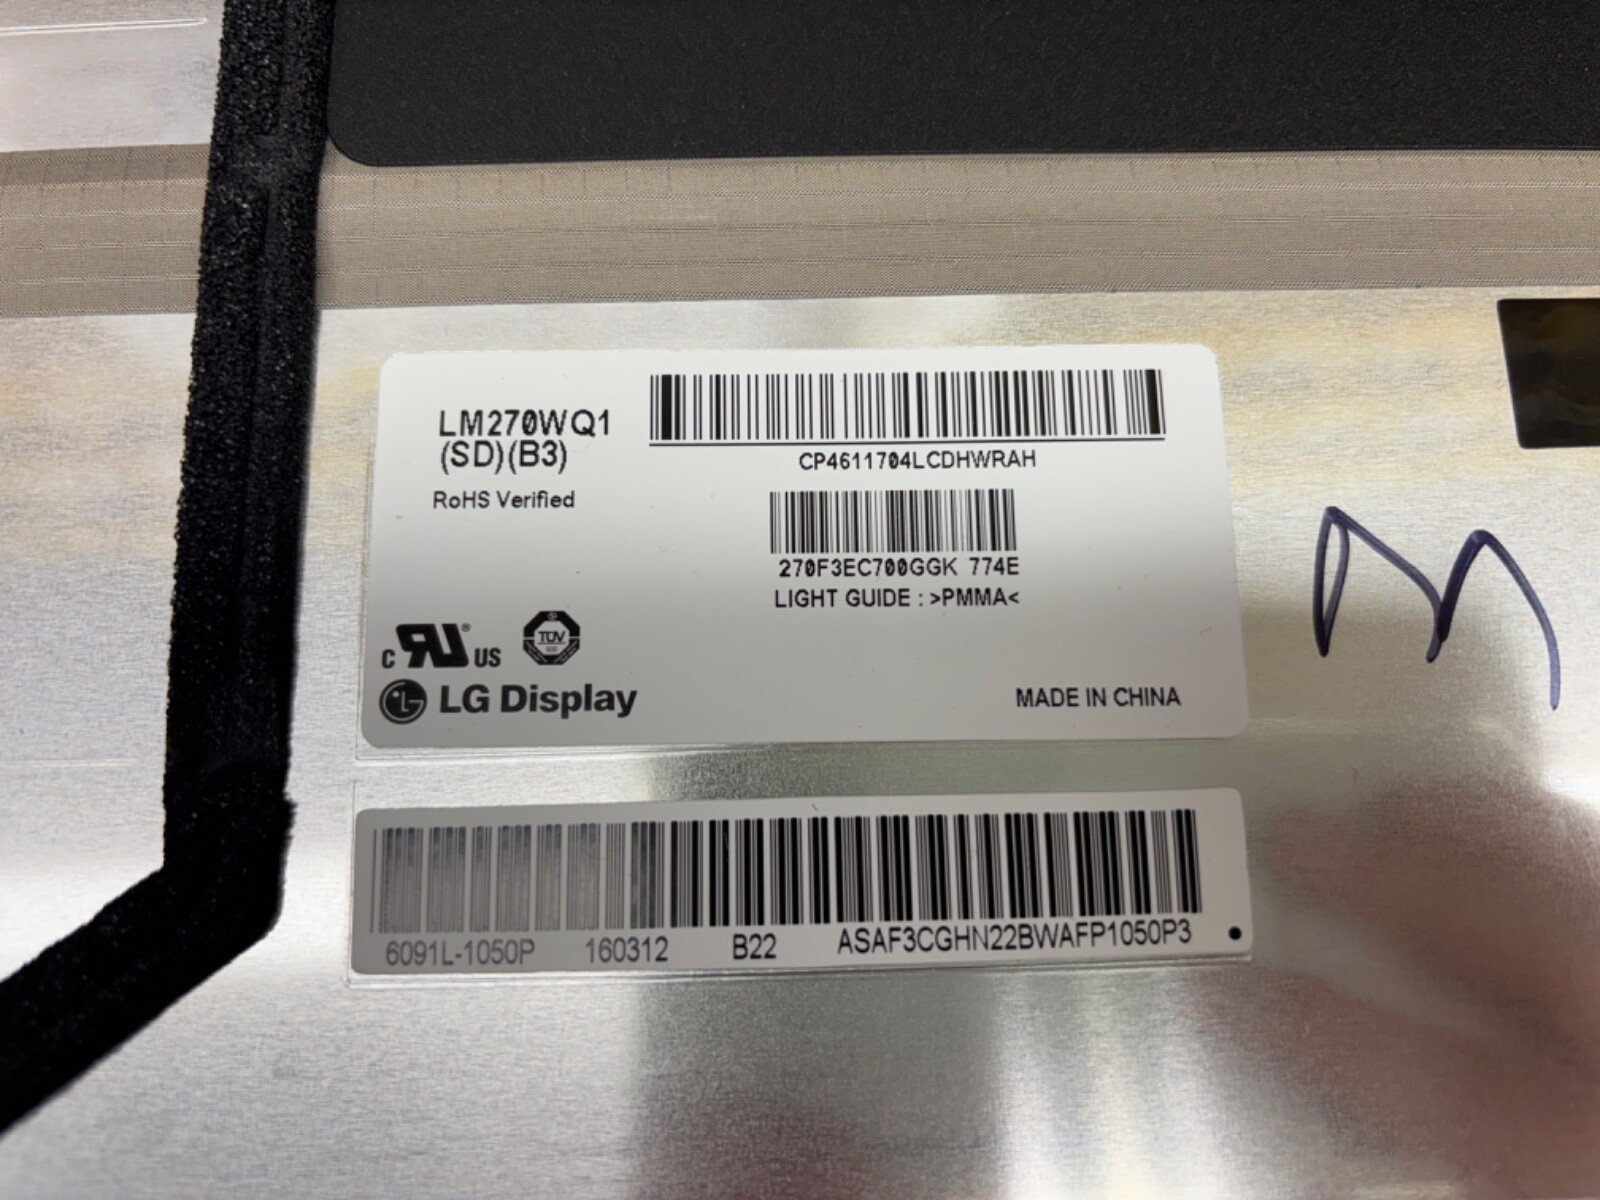 LM270WQ1
(SD)(B3)
RoHS Verified
CP4611704LCDHWRAH
270F3EC700GGK 774E
LIGHT GUIDE : >PMMA<
c RU ® US
TÜV
LG Display
MADE IN CHINA
6091L-1050P 160312 B22 ASAF3CGHN22BWAFP1050P3